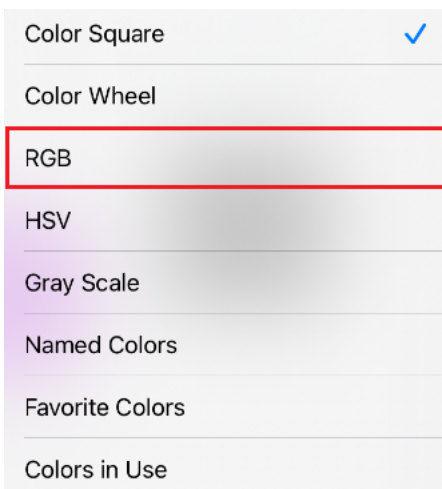 Color Square
Color Wheel
RGB
HSV
Gray Scale
Named Colors
Favorite Colors
Colors in Use